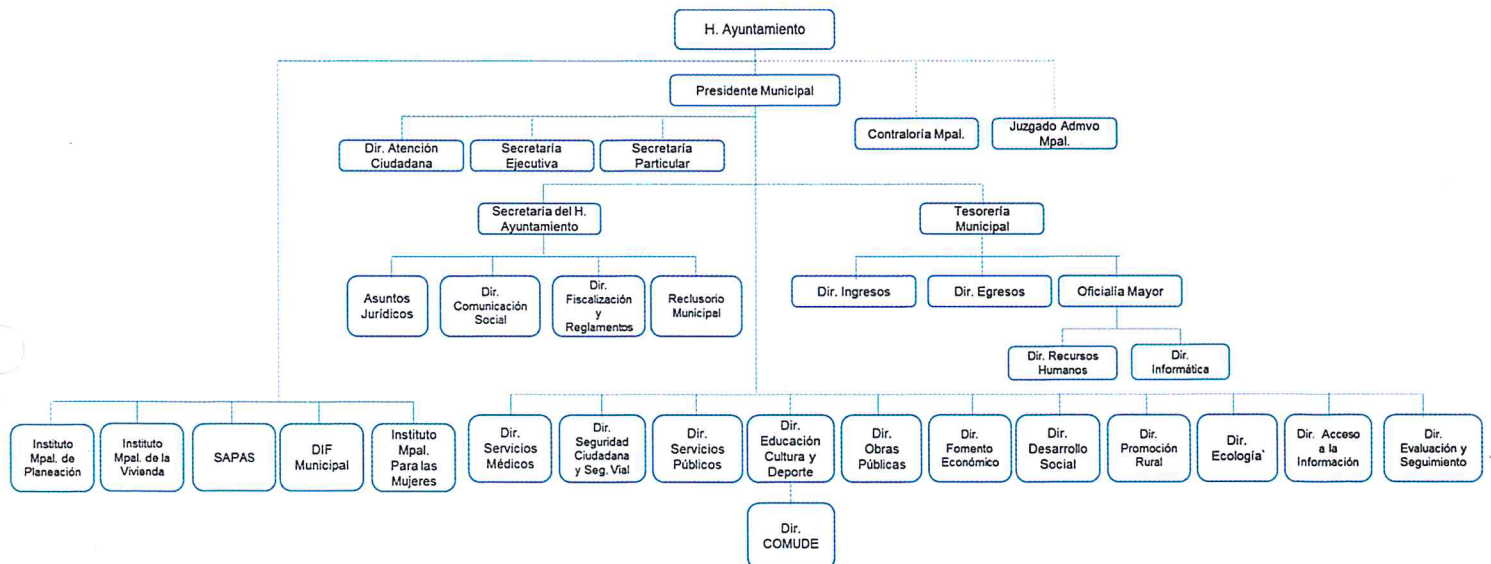 H. Ayuntamiento
Presidente Municipal
Contraloría Mpal.
Juzgado Admvo
Mpal.
Dir. Atención
Ciudadana
Secretaría
Ejecutiva
Secretaría
Particular
Secretaría del H.
Ayuntamiento
Tesorería
Municipal
Asuntos
Jurídicos
Dir.
Comunicación
Social
Dir.
Fiscalización
y
Reglamentos
Reclusorio
Municipal
Dir. Ingresos
Dir. Egresos
Oficialía Mayor
Dir. Recursos
Humanos
Dir.
Informática
Instituto
Mpal. de
Planeación
Instituto
Mpal. de la
Vivienda
SAPAS
DIF
Municipal
Instituto
Mpal.
Para las
Mujeres
Dir.
Servicios
Médicos
Dir.
Seguridad
Ciudadana
y Seg. Vial
Dir.
Servicios
Públicos
Dir.
Educación
Cultura y
Deporte
Dir.
Obras
Públicas
Dir.
Fomento
Económico
Dir.
Desarrollo
Social
Dir.
Promoción
Rural
Dir.
Ecología
Dir. Acceso
a la
Información
Dir.
Evaluación y
Seguimiento
Dir.
COMUDE